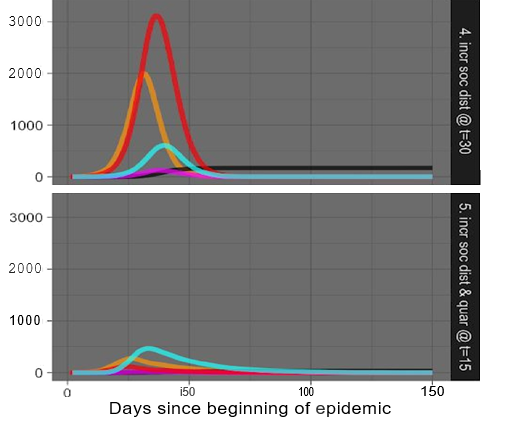 3000
2000
1000
0
4. incr soc dist @ t=30
3000
2000
1000
0
5. incr soc dist & quar @ t=15
0 i50 100 150
Days since beginning of epidemic